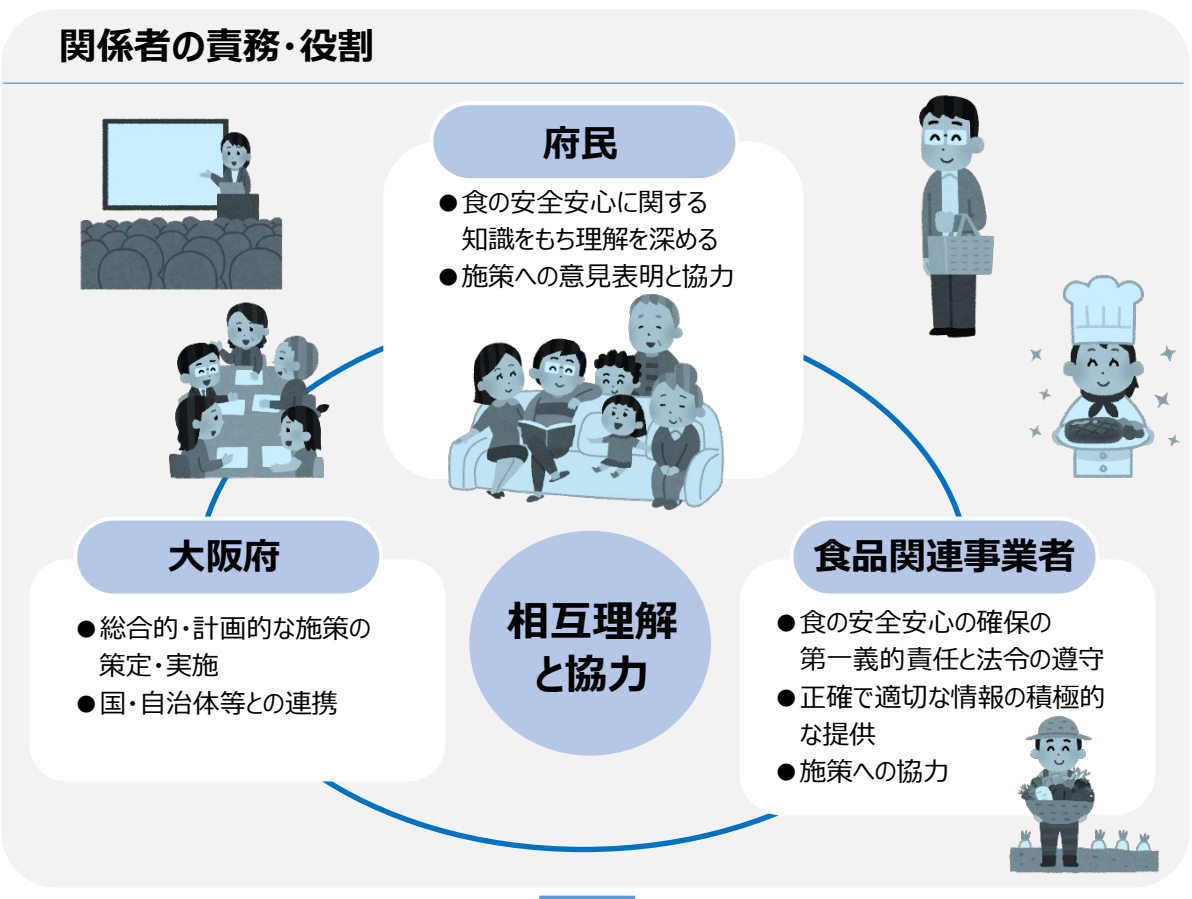 関係者の責務・役割
府民
●食の安全安心に関する
知識をもち理解を深める
●施策への意見表明と協力
大阪府
●総合的・計画的な施策の
策定・実施
●国・自治体等との連携
相互理解
と協力
食品関連事業者
●食の安全安心の確保の
第一義的責任と法令の遵守
●正確で適切な情報の積極的
な提供
●施策への協力